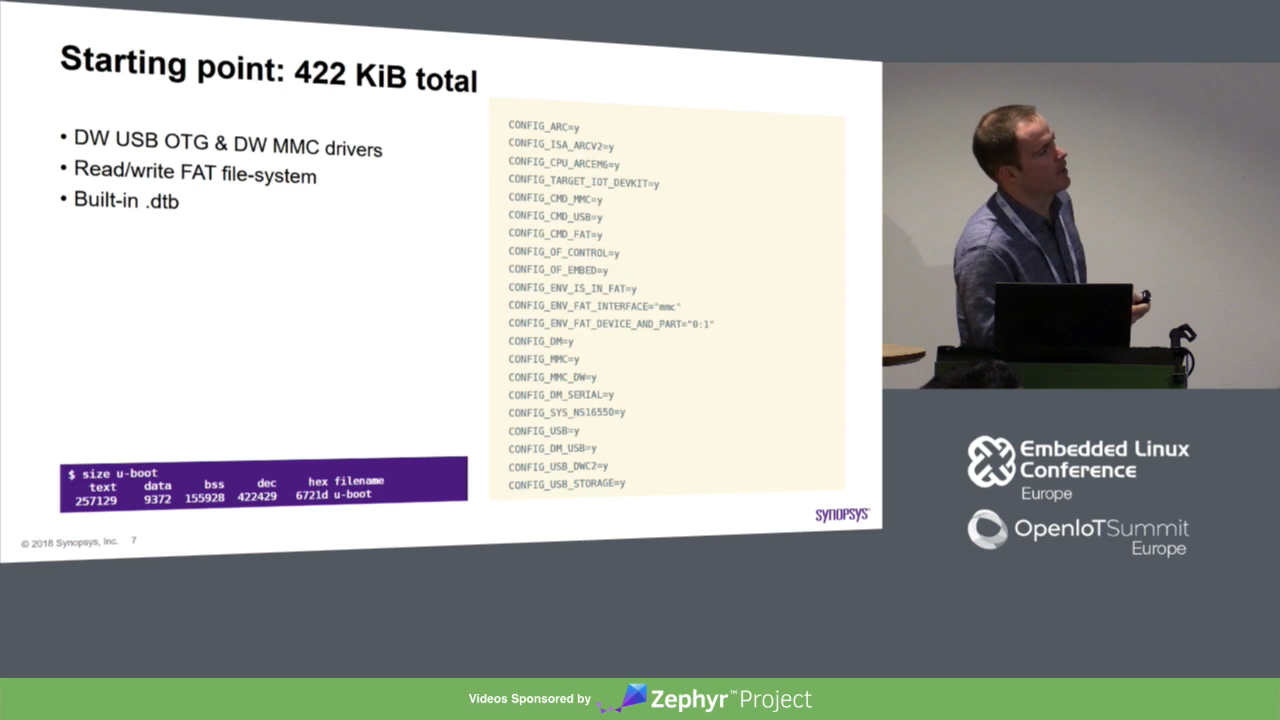 Starting point: 422 KiB total
• DW USB OTG & DW MMC drivers
• Read/write FAT file-system
• Built-in .dtb
$ size u-boot
text data bss dec hex filename
257129 9372 155928 422429 6721d u-boot
CONFIG_ARC=y
CONFIG_ISA_ARCV2=y
CONFIG_CPU_ARCEM6=y
CONFIG_TARGET_IOT_DEVKIT=y
CONFIG_CMD_MMC=y
CONFIG_CMD_USB=y
CONFIG_CMD_FAT=y
CONFIG_OF_CONTROL=y
CONFIG_OF_EMBED=y
CONFIG_ENV_IS_IN_FAT=y
CONFIG_ENV_FAT_INTERFACE="mmc"
CONFIG_ENV_FAT_DEVICE_AND_PART="0:1"
CONFIG_DM=y
CONFIG_MMC=y
CONFIG_MMC_DW=y
CONFIG_DM_SERIAL=y
CONFIG_SYS_NS16550=y
CONFIG_USB=y
CONFIG_DM_USB=y
CONFIG_USB_DWC2=y
CONFIG_USB_STORAGE=y
SYNOPSYS®
© 2018 Synopsys, Inc. 7
Embedded Linux
Conference
Europe
OpenIoTSummit
Europe
Videos Sponsored by Zephyr™Project